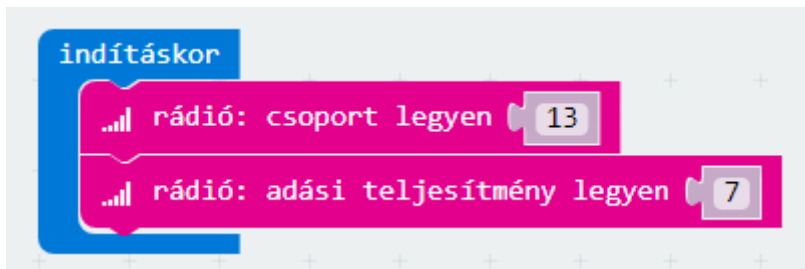 indításkor
rádió: csoport legyen 13
rádió: adási teljesítmény legyen 7